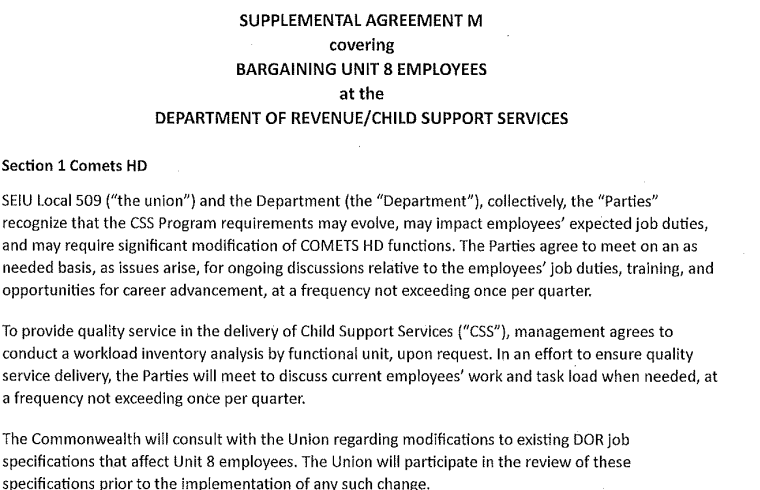 SUPPLEMENTAL AGREEMENT M
covering
BARGAINING UNIT 8 EMPLOYEES
at the
DEPARTMENT OF REVENUE/CHILD SUPPORT SERVICES
Section 1 Comets HD
SEIU Local 509 ("the union") and the Department (the "Department"), collectively, the "Parties"
recognize that the CSS Program requirements may evolve, may impact employees' expected job duties,
and may require significant modification of COMETS HD functions. The Parties agree to meet on an as
needed basis, as issues arise, for ongoing discussions relative to the employees' job duties, training, and
opportunities for career advancement, at a frequency not exceeding once per quarter.
To provide quality service in the delivery of Child Support Services ("CSS"), management agrees to
conduct a workload inventory analysis by functional unit, upon request. In an effort to ensure quality
service delivery, the Parties will meet to discuss current employees' work and task load when needed, at
a frequency not exceeding once per quarter.
The Commonwealth will consult with the Union regarding modifications to existing DOR job
specifications that affect Unit 8 employees. The Union will participate in the review of these
specifications prior to the implementation of any such change.